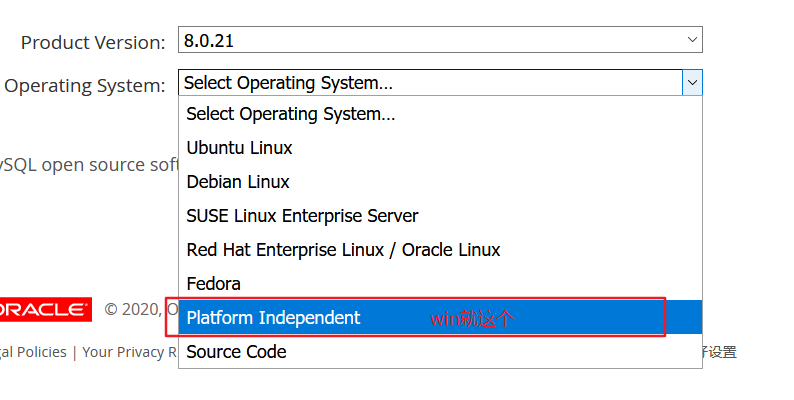 Product Version:
8.0.21
Operating System:
Select Operating System...
Select Operating System...
Ubuntu Linux
ySQL open source soft
Debian Linux
SUSE Linux Enterprise Server
Red Hat Enterprise Linux / Oracle Linux
Fedora
ORACLE © 2020, O
Platform Independent win就这个
Source Code
gal Policies | Your Privacy R
好设置